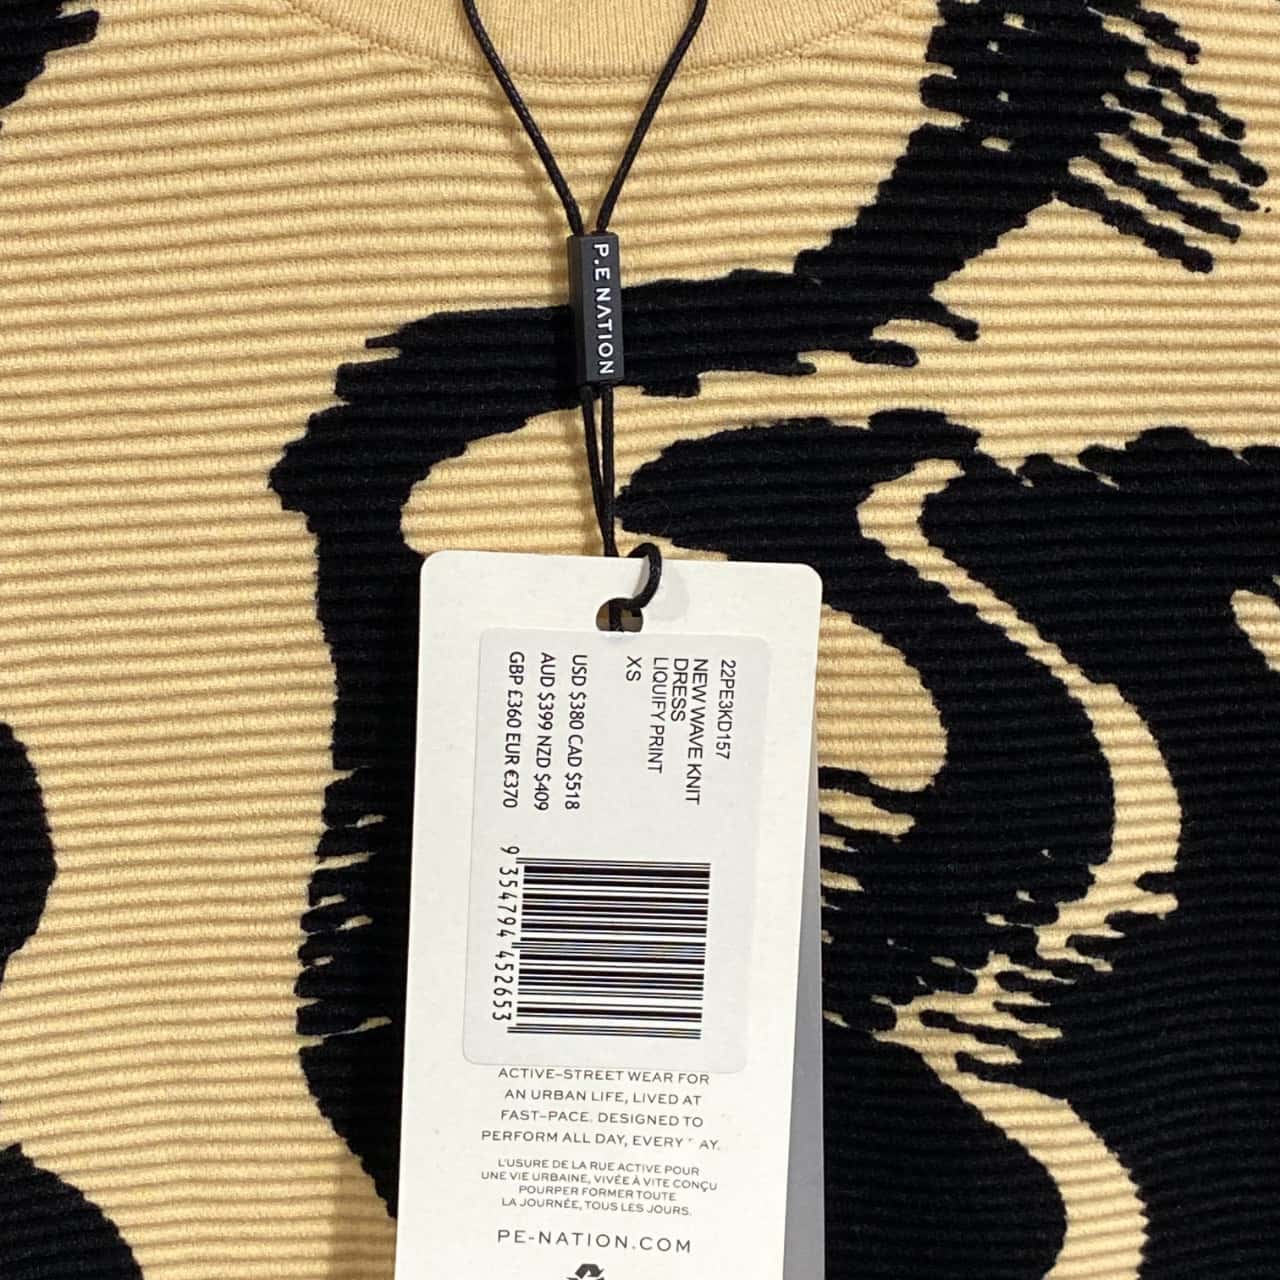 P.E NATION
22PE3KD157
NEW WAVE KNIT
DRESS
LIQUIFY PRINT
XS
USD $380 CAD $518
AUD $399 NZD $409
GBP £360 EUR €370
9 354794 452653
ACTIVE-STREET WEAR FOR
AN URBAN LIFE, LIVED AT
FAST-PACE. DESIGNED TO
PERFORM ALL DAY, EVERY AY.
L'USURE DE LA RUE ACTIVE POUR
UNE VIE URBAINE, VIVÉE À VITE CONÇU
POURPER FORMER TOUTE
LA JOURNÉE, TOUS LES JOURS.
PE-NATION.COM